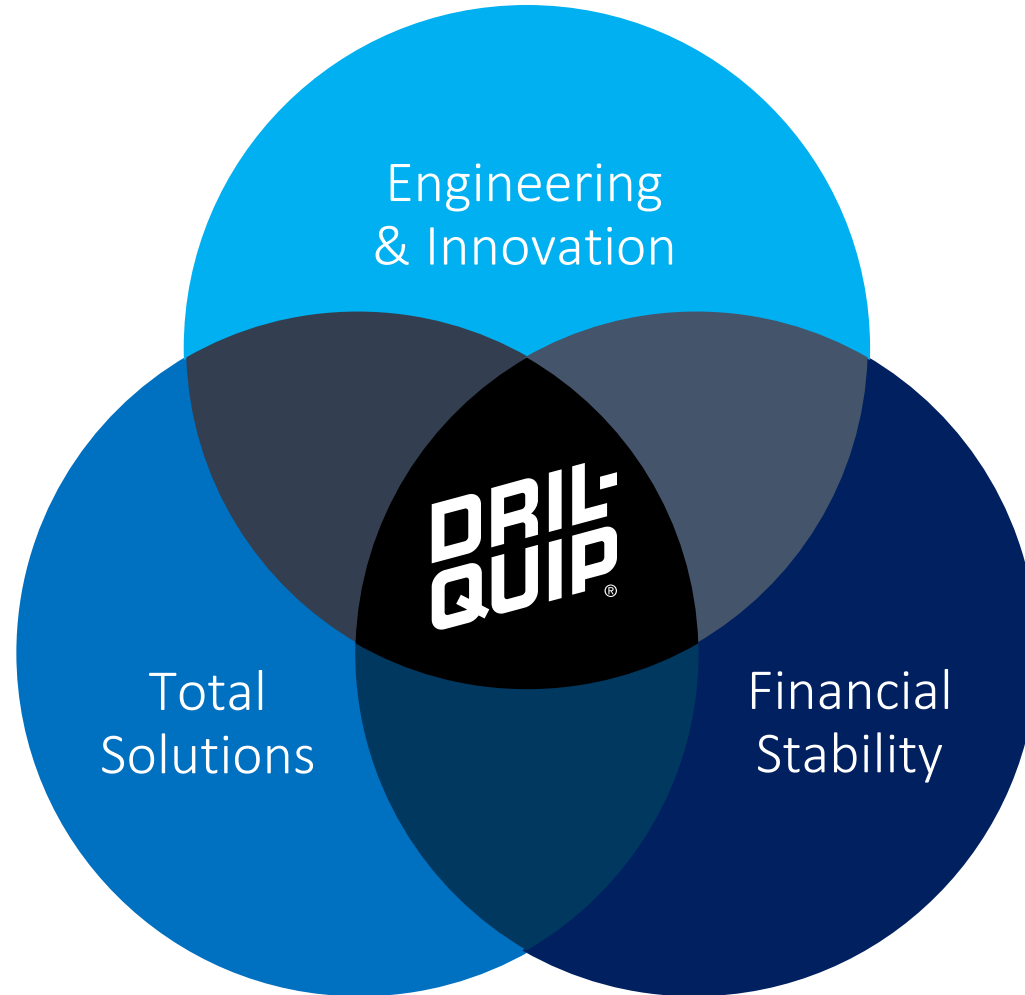 Engineering
& Innovation
DRIL-
QUIP®
Total
Solutions
Financial
Stability